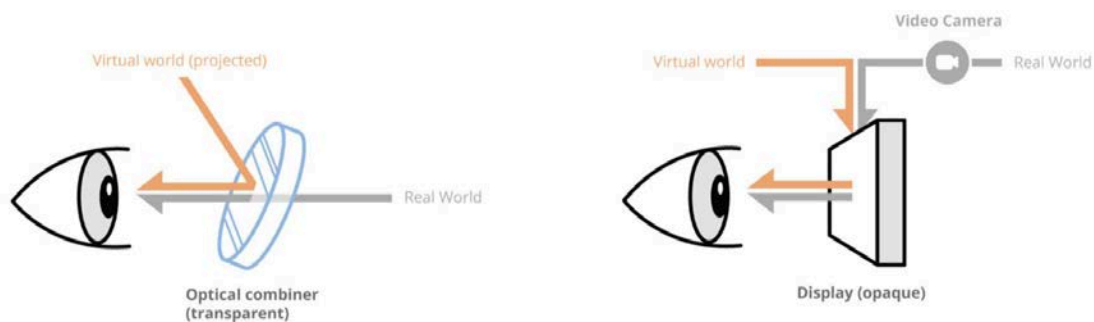 Virtual world (projected)
Real World
Optical combiner
(transparent)
Video Camera
Virtual world
Real World
Display (opaque)